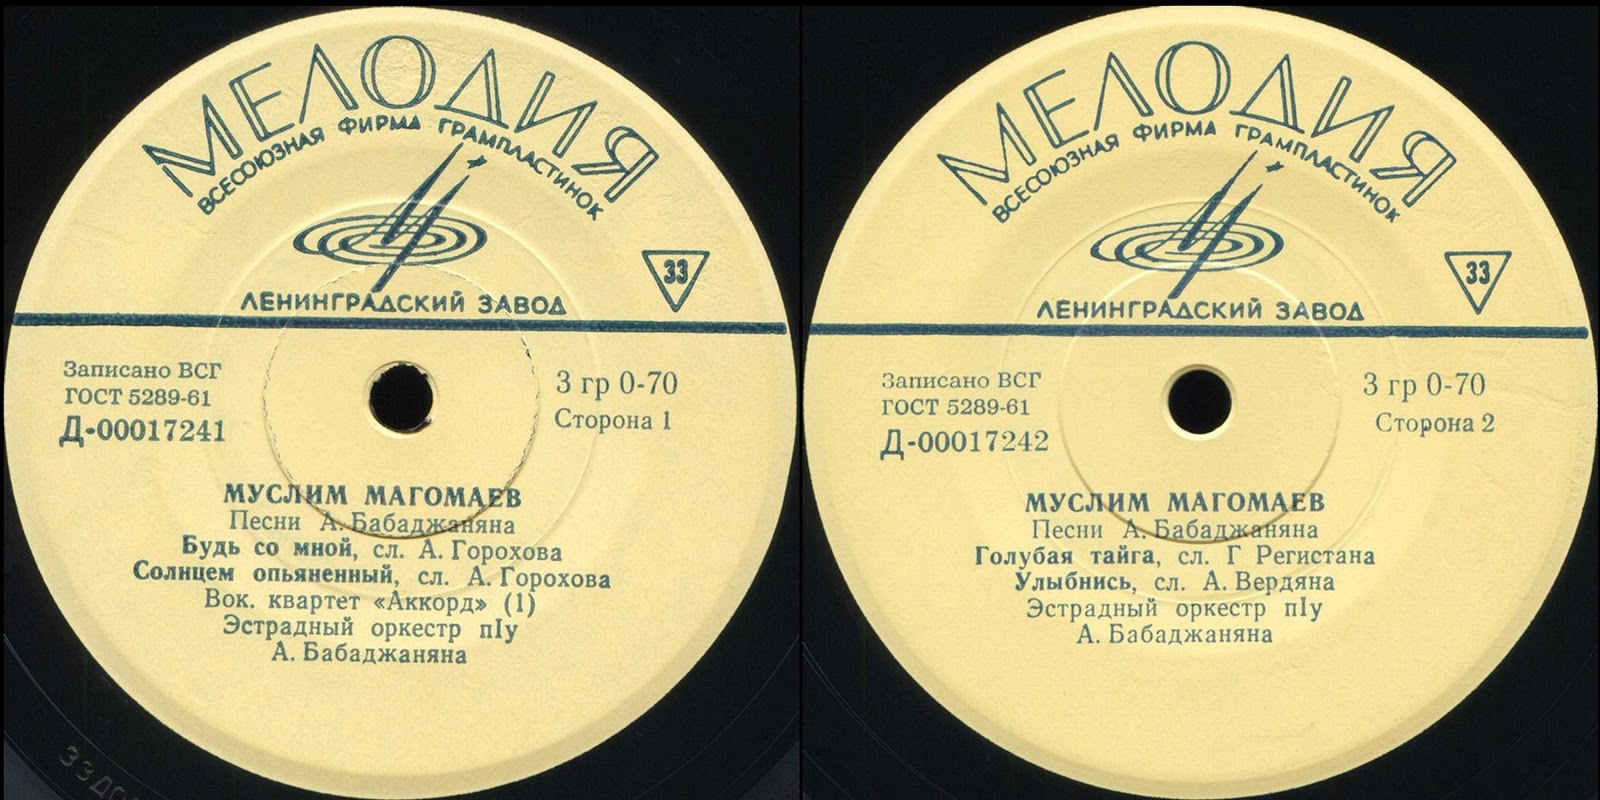 МЕЛОДИЯ
ВСЕСОЮЗНАЯ ФИРМА ГРАМПЛАСТИНОК
33
ЛЕНИНГРАДСКИЙ ЗАВОД
Записано ВСГ
ГОСТ 5289-61
Д-00017241
3 гр 0-70
Сторона 1
МУСЛИМ МАГОМАЕВ
Песни А. Бабаджаняна
Будь со мной, сл. А. Горохова
Солнцем опьяненный, сл. А. Горохова
Вок. квартет «Аккорд» (1)
Эстрадный оркестр пIу
А. Бабаджаняна
МЕЛОДИЯ
ВСЕСОЮЗНАЯ ФИРМА ГРАМПЛАСТИНОК
33
ЛЕНИНГРАДСКИЙ ЗАВОД
Записано ВСГ
ГОСТ 5289-61
Д-00017242
3 гр 0-70
Сторона 2
МУСЛИМ МАГОМАЕВ
Песни А. Бабаджаняна
Голубая тайга, сл. Г Регистана
Улыбнись, сл. А. Вердяна
Эстрадный оркестр пIу
А. Бабаджаняна